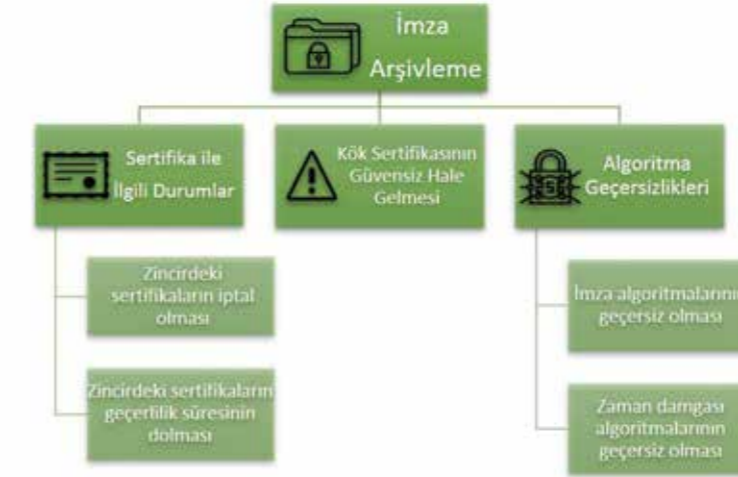 İmza
Arşivleme
Sertifika ile
İlgili Durumlar
Kök Sertifikasının
Güvensiz Hale
Gelmesi
Algoritma
Geçersizlikleri
Zincirdeki
sertifikaların iptal
olması
Zincirdeki sertifikaların
geçerlilik süresinin
dolması
İmza algoritmalarının
geçersiz olması
Zaman damgası
algoritmalarının
geçersiz olması